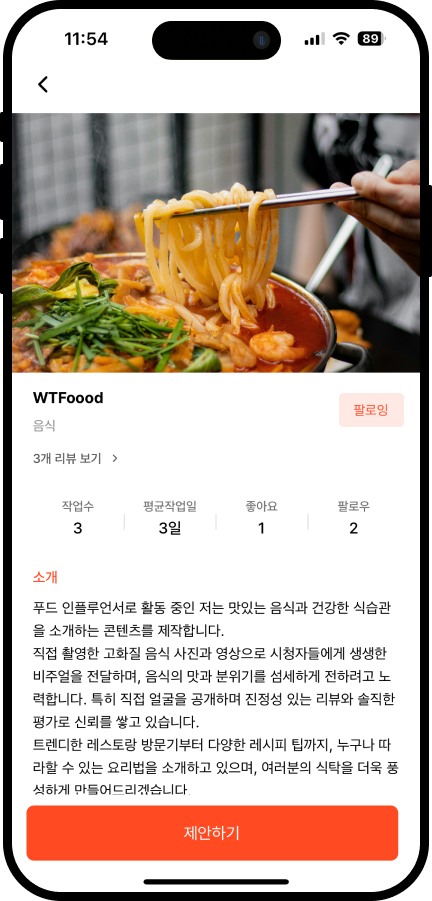 11:54
89
WTFoood
음식
팔로잉
3개 리뷰 보기
작업수
평균작업일
좋아요
팔로우
3
3일
1
2
소개
푸드 인플루언서로 활동 중인 저는 맛있는 음식과 건강한 식습관
을 소개하는 콘텐츠를 제작합니다.
직접 촬영한 고화질 음식 사진과 영상으로 시청자들에게 생생한
비주얼을 전달하며, 음식의 맛과 분위기를 섬세하게 전하려고 노
력합니다. 특히 직접 얼굴을 공개하며 진정성 있는 리뷰와 솔직한
평가로 신뢰를 쌓고 있습니다.
트렌디한 레스토랑 방문기부터 다양한 레시피 팁까지, 누구나 따
라할 수 있는 요리법을 소개하고 있으며, 여러분의 식탁을 더욱 풍
성하게 만들어드리겠습니다.
제안하기